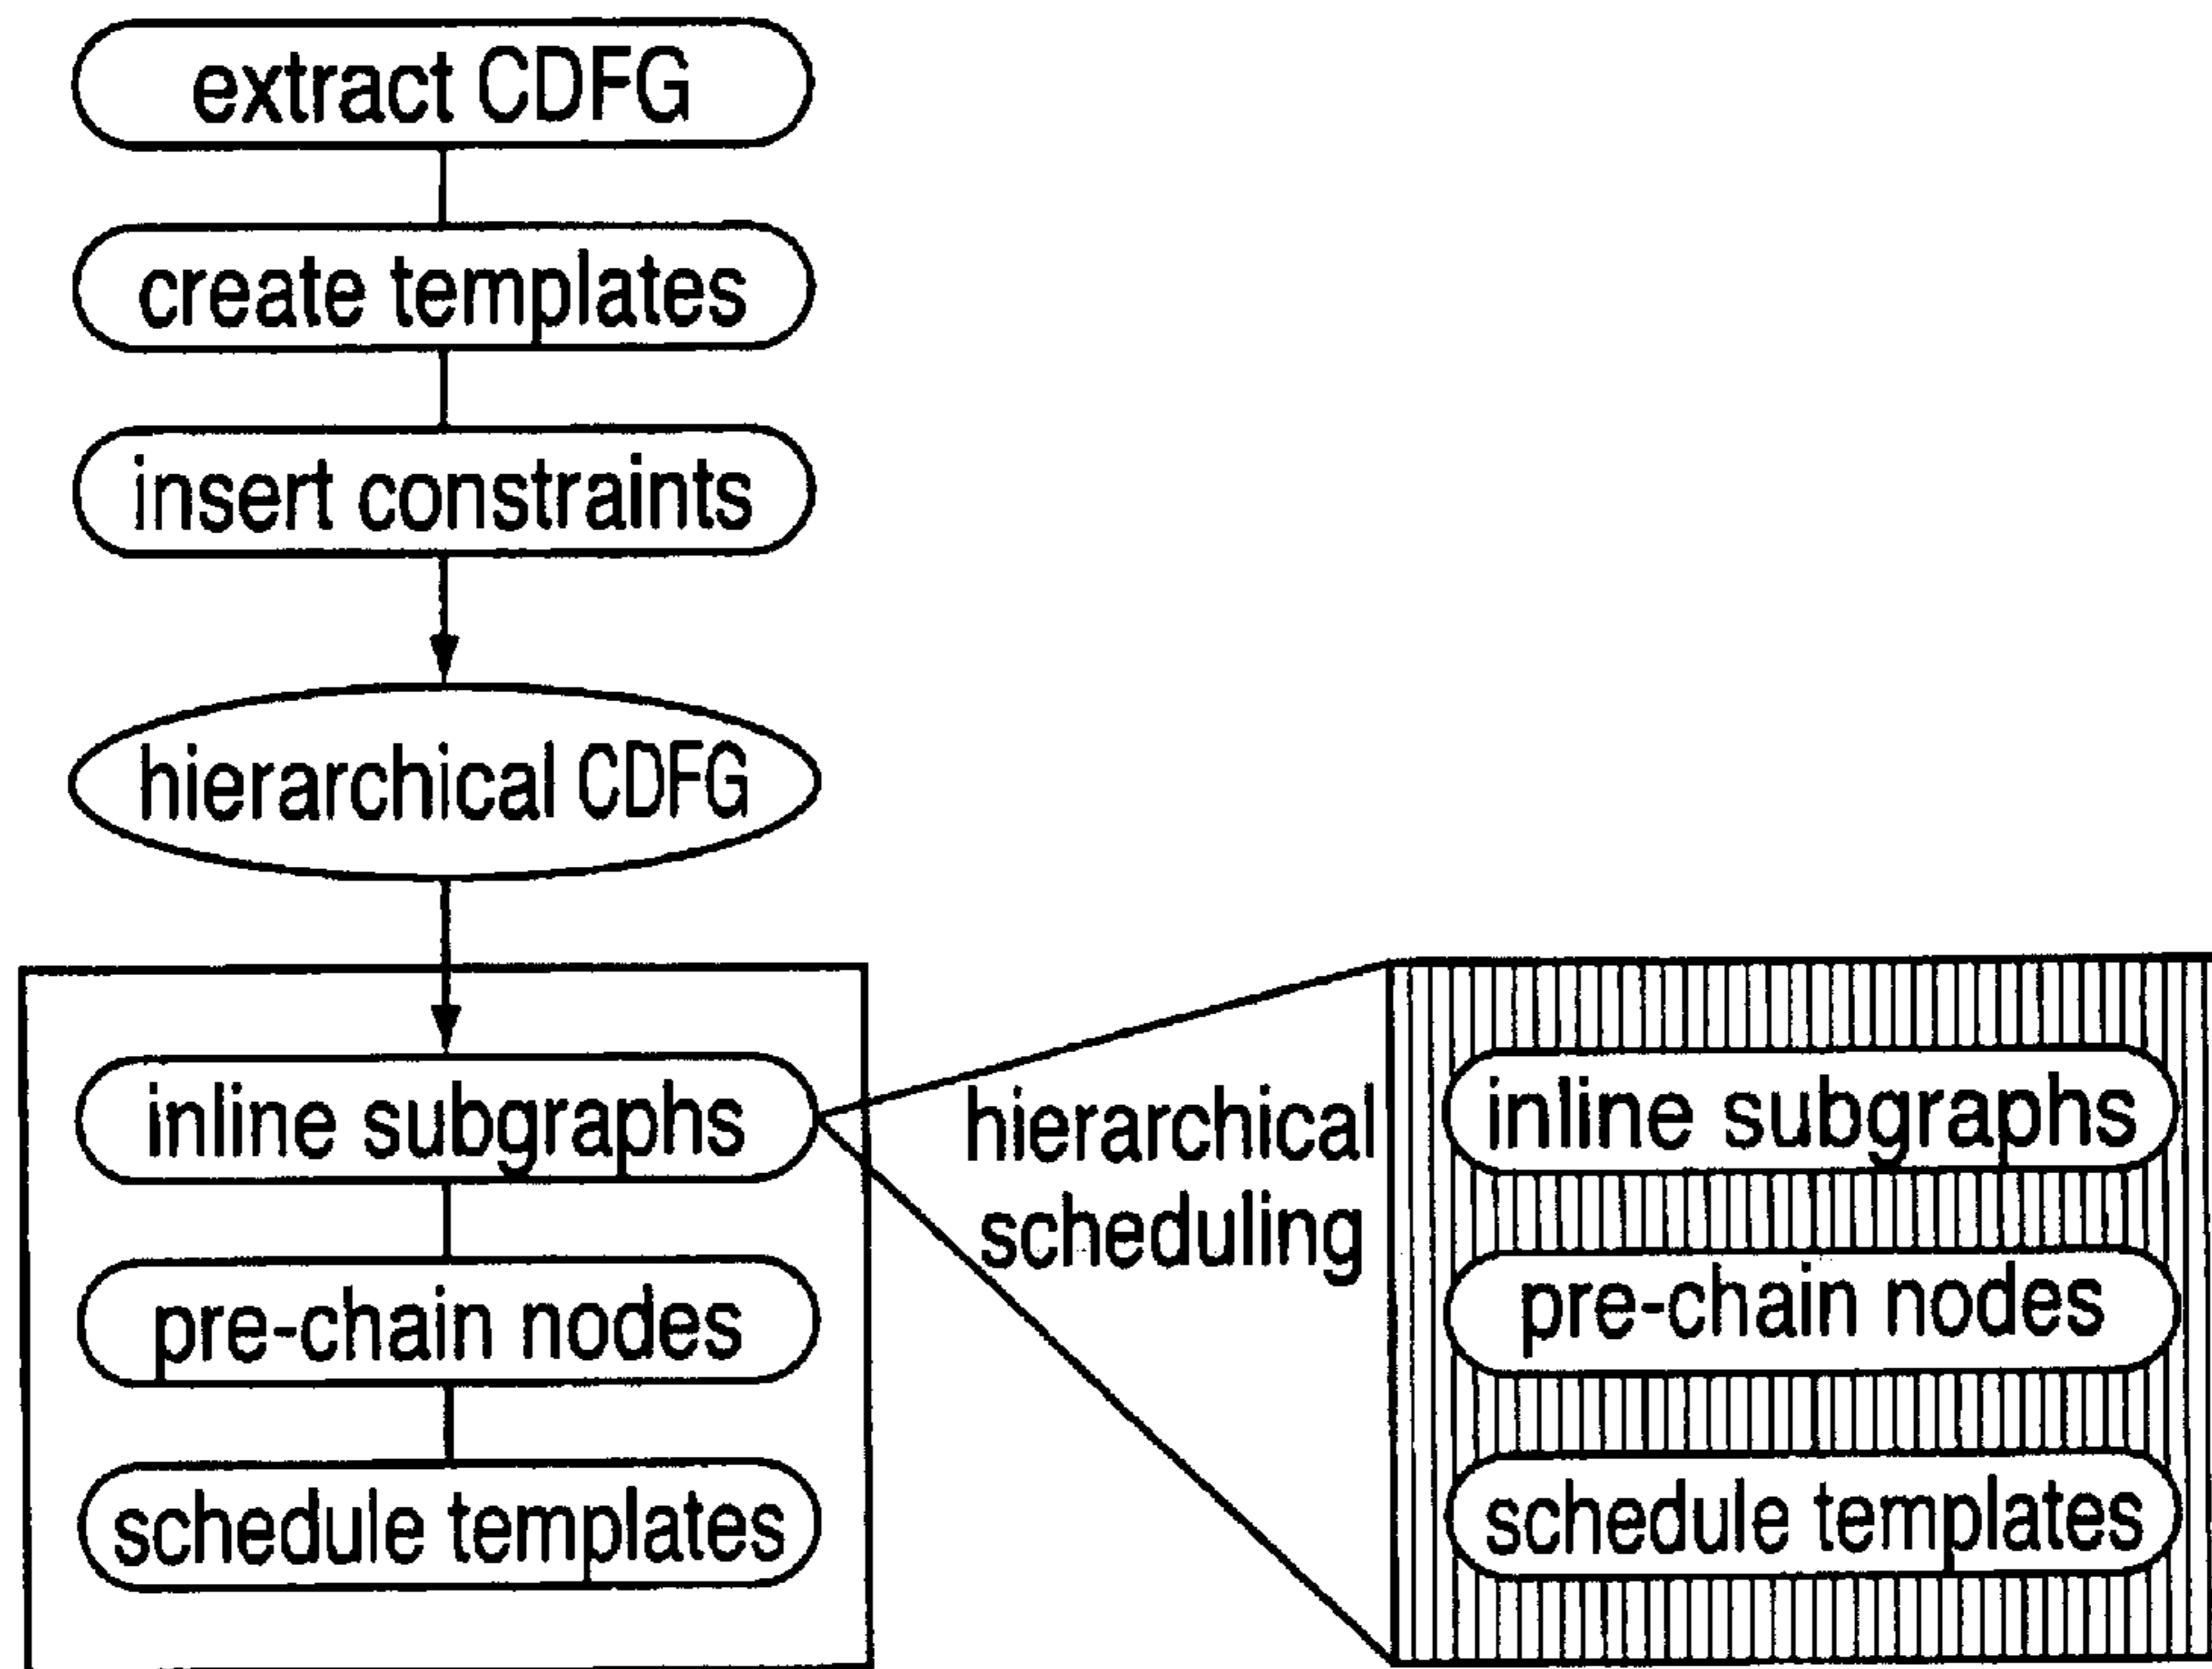 extract CDFG
create templates
insert constraints
hierarchical CDFG
inline subgraphs
pre-chain nodes
schedule templates
hierarchical
scheduling
inline subgraphs
pre-chain nodes
schedule templates